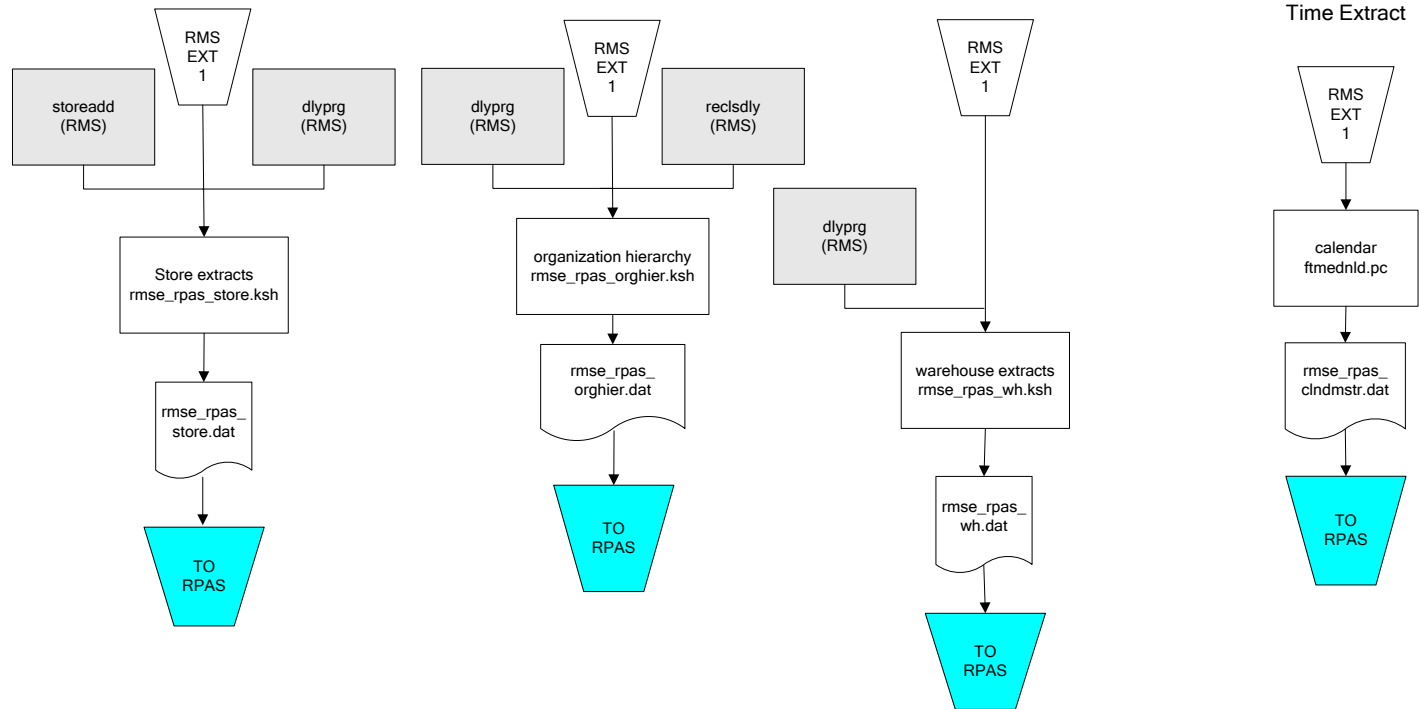 Time Extract
RMS
EXT
1
storeadd
(RMS)
dlyprg
(RMS)
Store extracts
rmse_rpas_store.ksh
rmse_rpas_
store.dat
TO
RPAS
RMS
EXT
1
dlyprg
(RMS)
reclsdly
(RMS)
organization hierarchy
rmse_rpas_orghier.ksh
rmse_rpas_
orghier.dat
TO
RPAS
RMS
EXT
1
dlyprg
(RMS)
warehouse extracts
rmse_rpas_wh.ksh
rmse_rpas_
wh.dat
TO
RPAS
RMS
EXT
1
calendar
ftmednld.pc
rmse_rpas_
clndmstr.dat
TO
RPAS